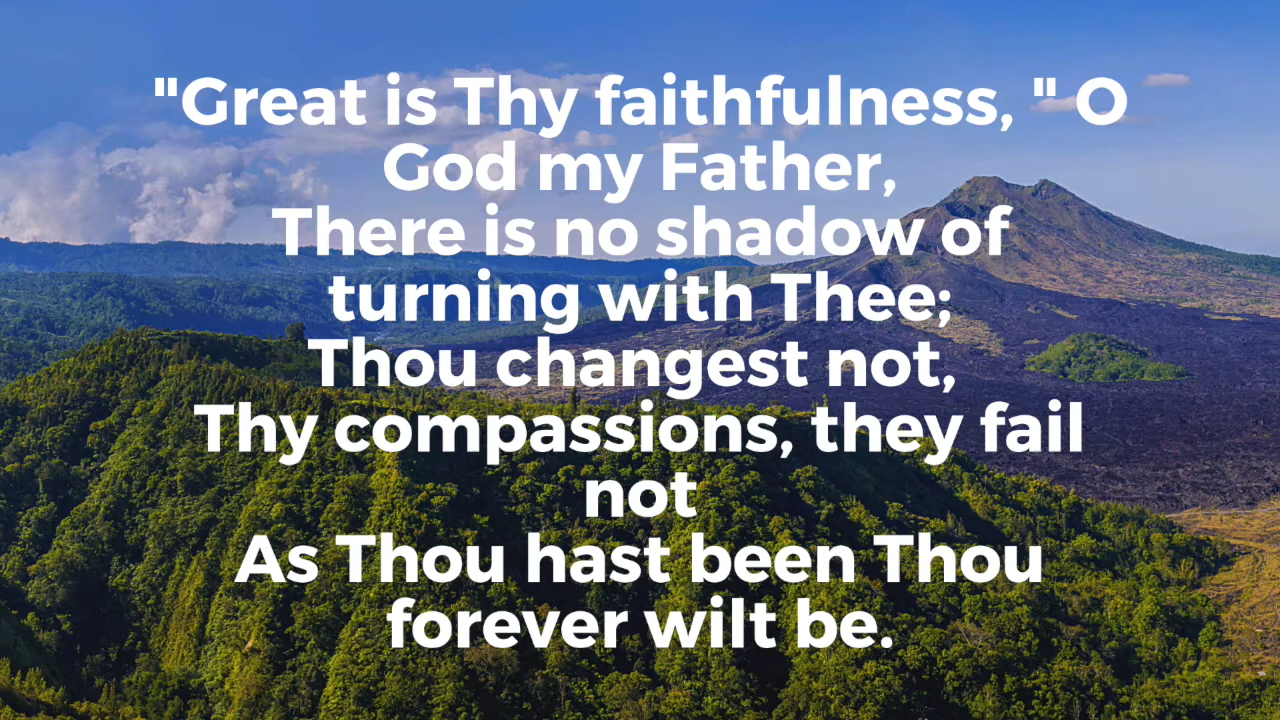 "Great is Thy faithfulness, " O
God my Father,
There is no shadow of
turning with Thee;
Thou changest not,
Thy compassions, they fail
not
As Thou hast been Thou
forever wilt be.